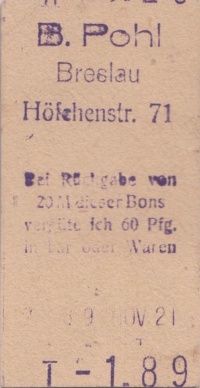 B. Pohl
Breslau
Höfchenstr. 71
Bei Rückgabe von
20 M dieser Bons
vergüte ich 60 Pfg.
in bar oder Waren
9 NOV 21
T - 1.89